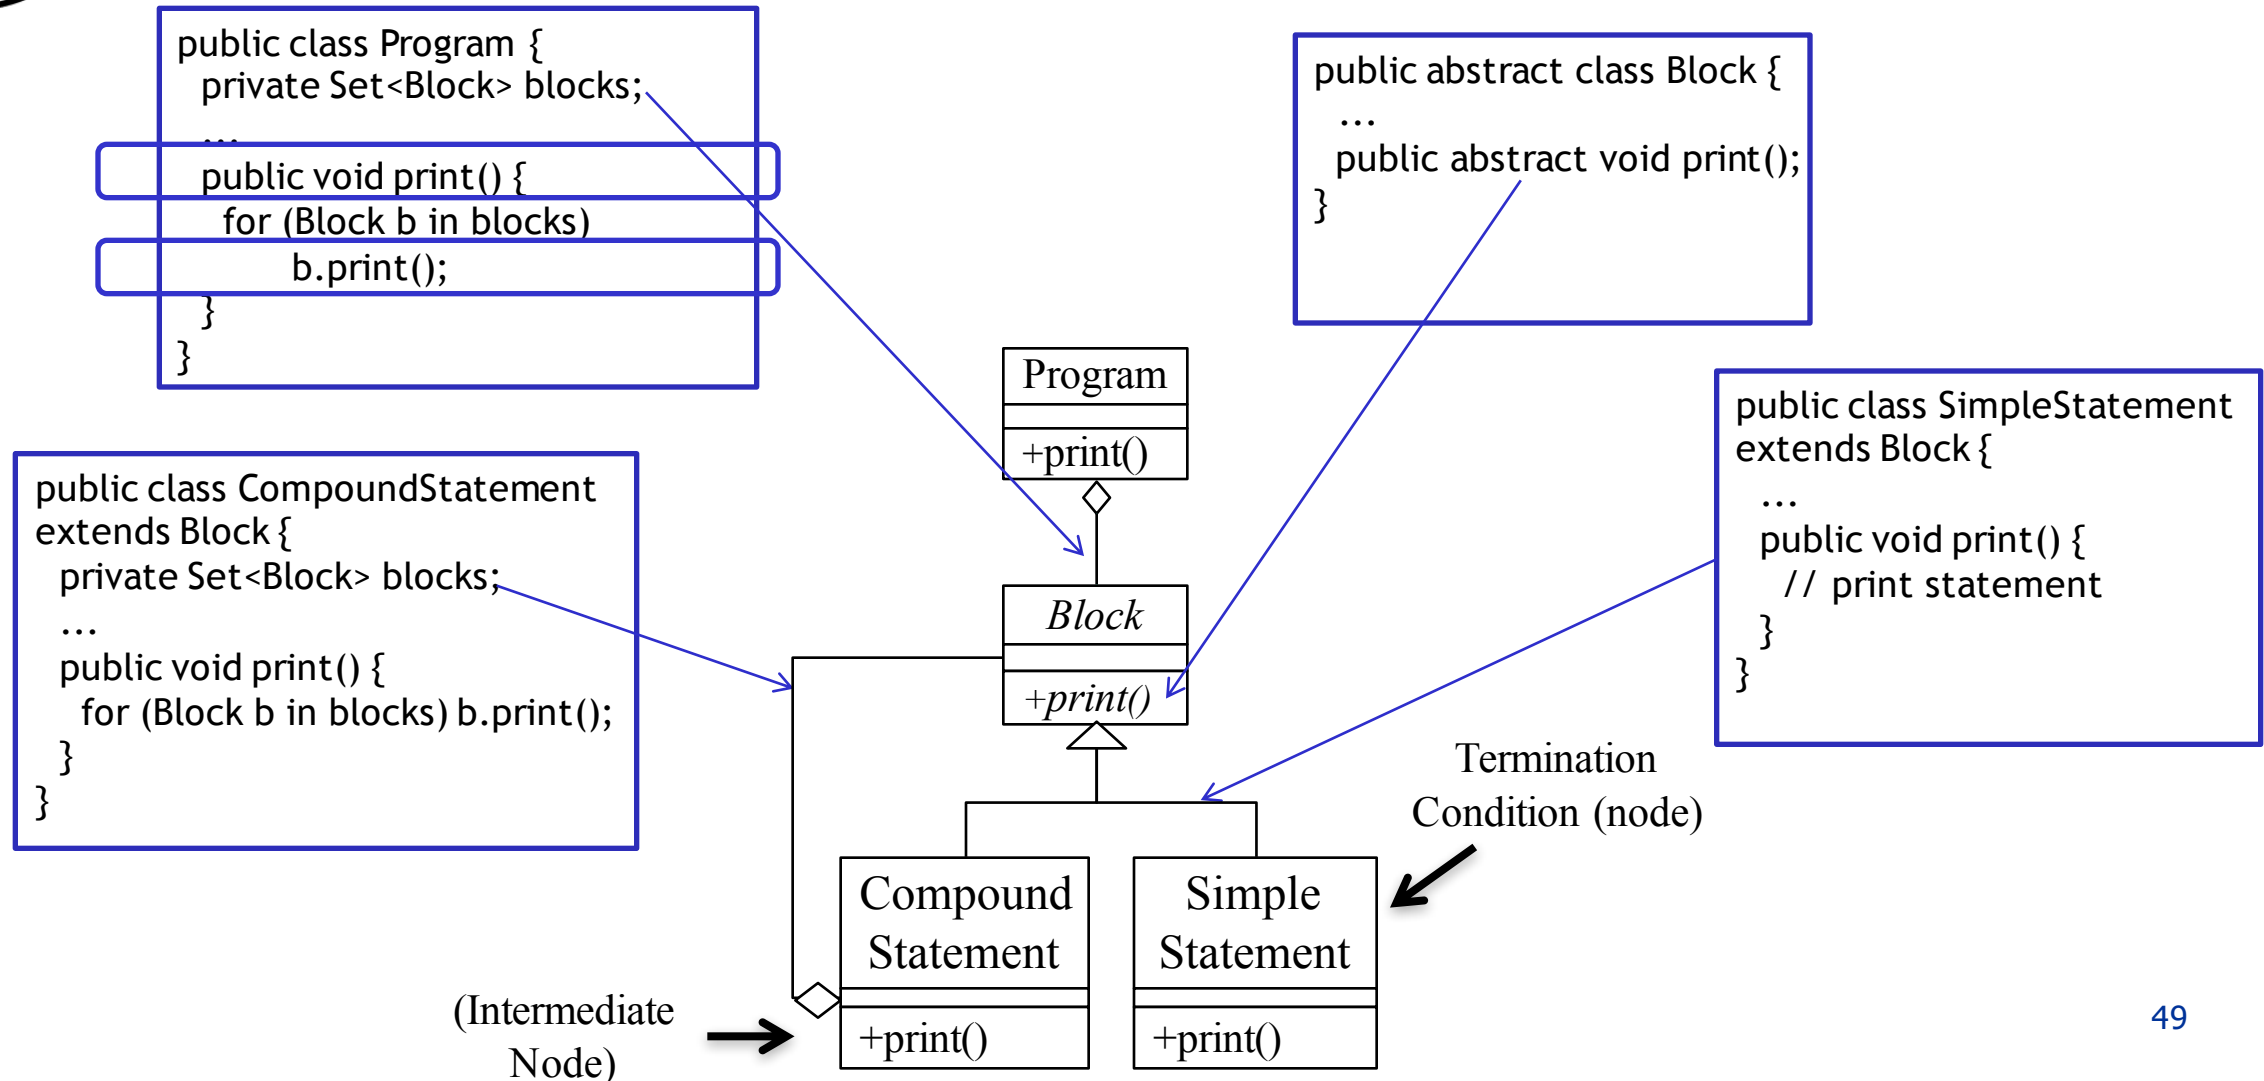 public class Program {
private Set<Block> blocks;
...
public void print() {
for (Block b in blocks)
b.print();
}
}
public abstract class Block {
...
public abstract void print();
}
Program
+print()
public class CompoundStatement
extends Block {
private Set<Block> blocks;
...
public void print() {
for (Block b in blocks) b.print();
}
}
public class SimpleStatement
extends Block {
...
public void print() {
// print statement
}
}
Block
+print()
Termination
Condition (node)
Compound
Statement
+print()
Simple
Statement
+print()
(Intermediate
Node)
49